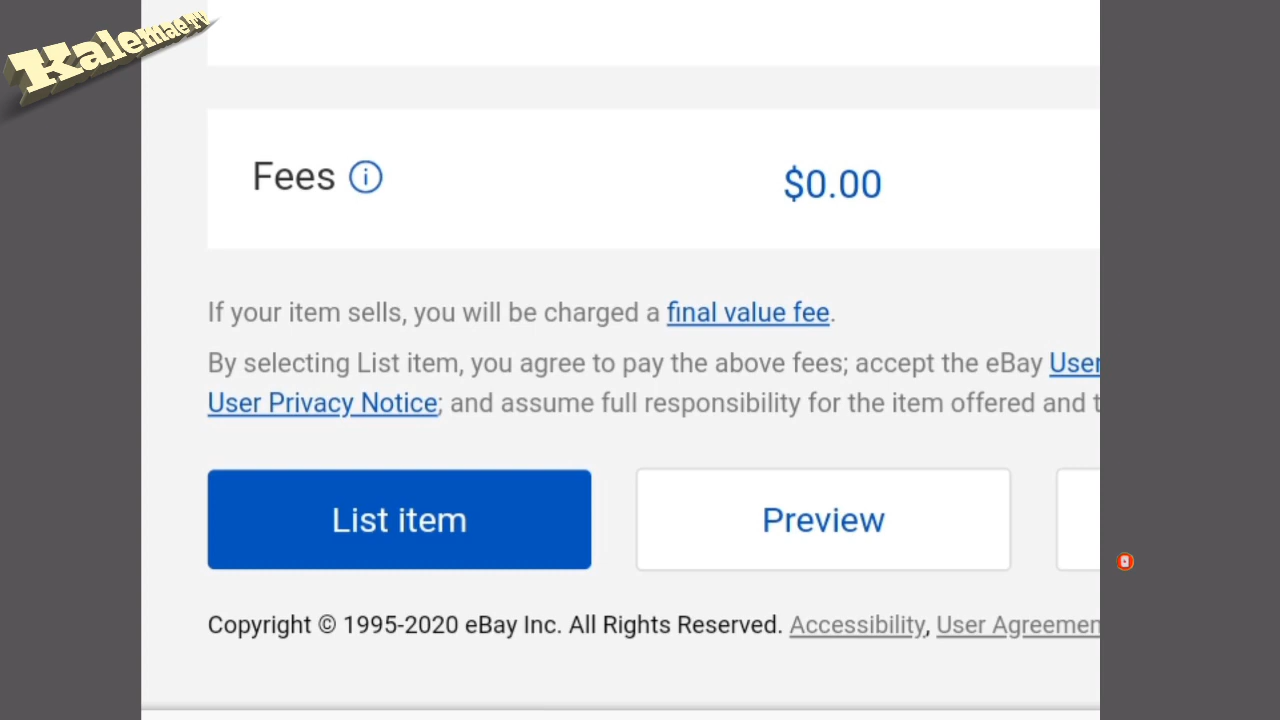 Kalemae Tv
Fees
$0.00
If your item sells, you will be charged a final value fee.
By selecting List item, you agree to pay the above fees; accept the eBay User
User Privacy Notice; and assume full responsibility for the item offered and t
List item
Preview
Copyright © 1995-2020 eBay Inc. All Rights Reserved. Accessibility, User Agreemen